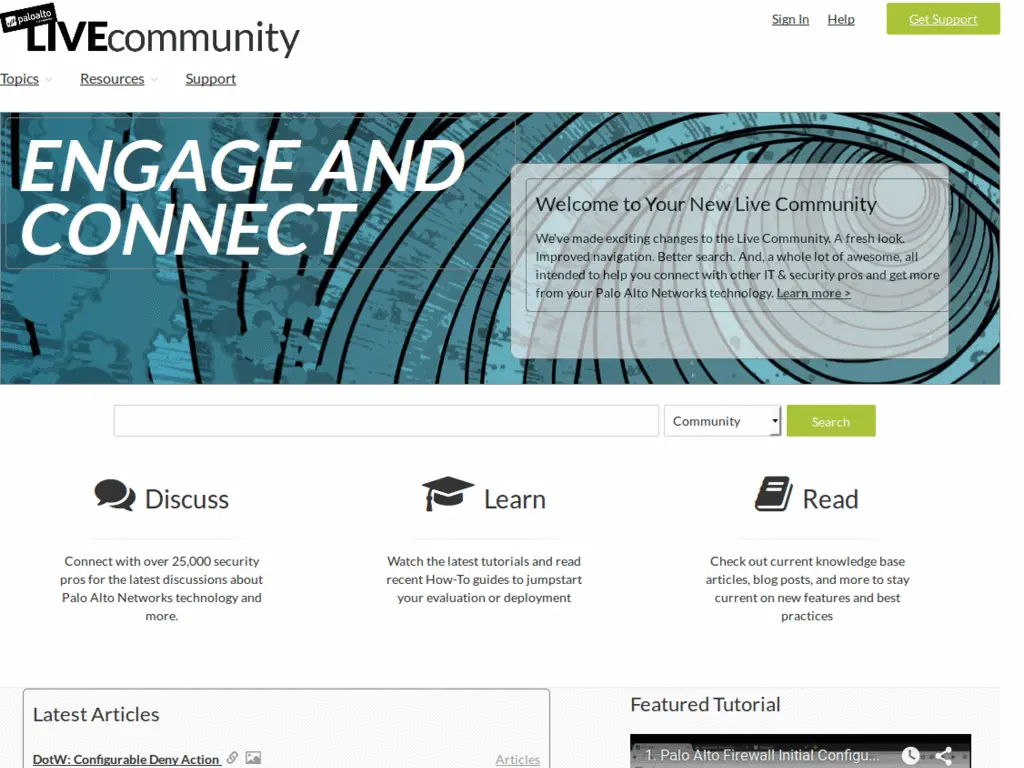 paloalto
LIVEcommunity
Sign In Help Get Support
Topics Resources Support
ENGAGE AND
CONNECT
Welcome to Your New Live Community
We've made exciting changes to the Live Community. A fresh look.
Improved navigation. Better search. And, a whole lot of awesome, all
intended to help you connect with other IT & security pros and get more
from your Palo Alto Networks technology. Learn more >
Community Search
Discuss
Connect with over 25,000 security
pros for the latest discussions about
Palo Alto Networks technology and
more.
Learn
Watch the latest tutorials and read
recent How-To guides to jumpstart
your evaluation or deployment
Read
Check out current knowledge base
articles, blog posts, and more to stay
current on new features and best
practices
Latest Articles
DotW: Configurable Deny Action Articles
Featured Tutorial
1. Palo Alto Firewall Initial Configu...